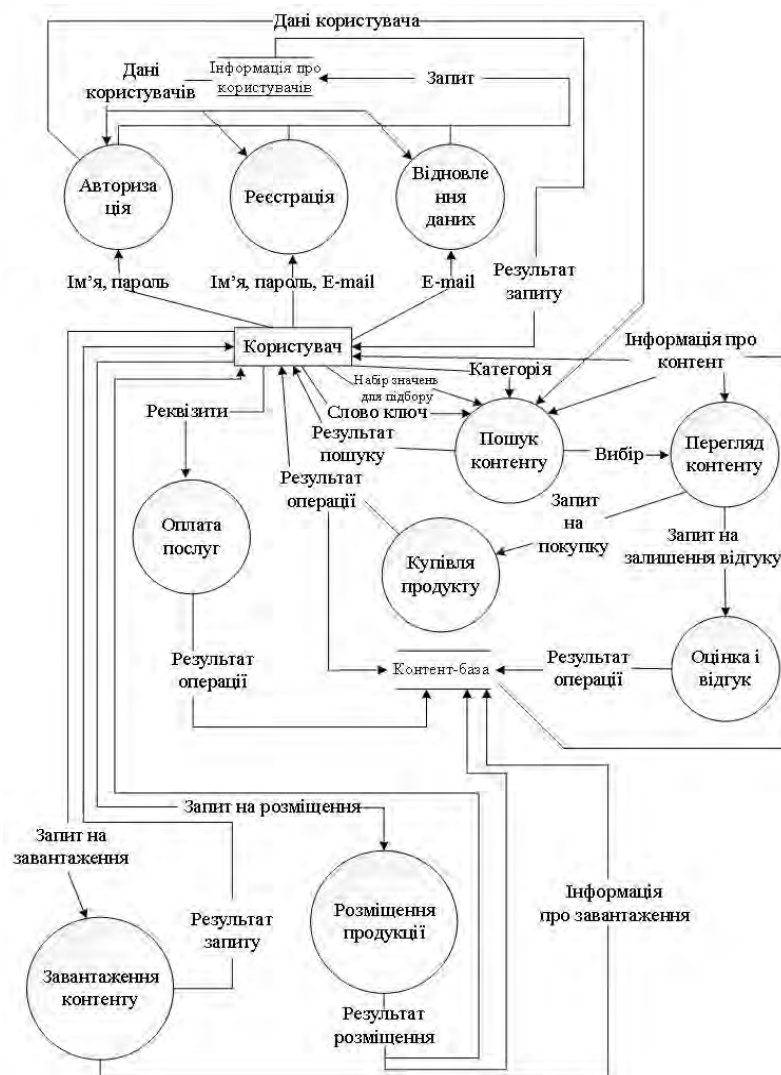 Дані користувача
Дані
користувачів
Інформація про
користувачів
Запит
Авториза
ція
Реєстрація
Відновле
ння
даних
Результат
запиту
Ім’я, пароль
Ім’я, пароль, E-mail
E-mail
Користувач
Інформація про
контент
Категорія
Набір значень
для підбору
Слово ключ
Реквізити
Результат
пошуку
Пошук
контенту
Вибір
Перегляд
контенту
Результат
операції
Оплата
послуг
Запит
на
покупку
Запит на
залишення відгуку
Купівля
продукту
Результат
операції
Контент-база
Результат
операції
Оцінка і
відгук
Запит на розміщення
Запит на
завантаження
Результат
запиту
Розміщення
продукції
Інформація
про завантаження
Завантаження
контенту
Результат
розміщення